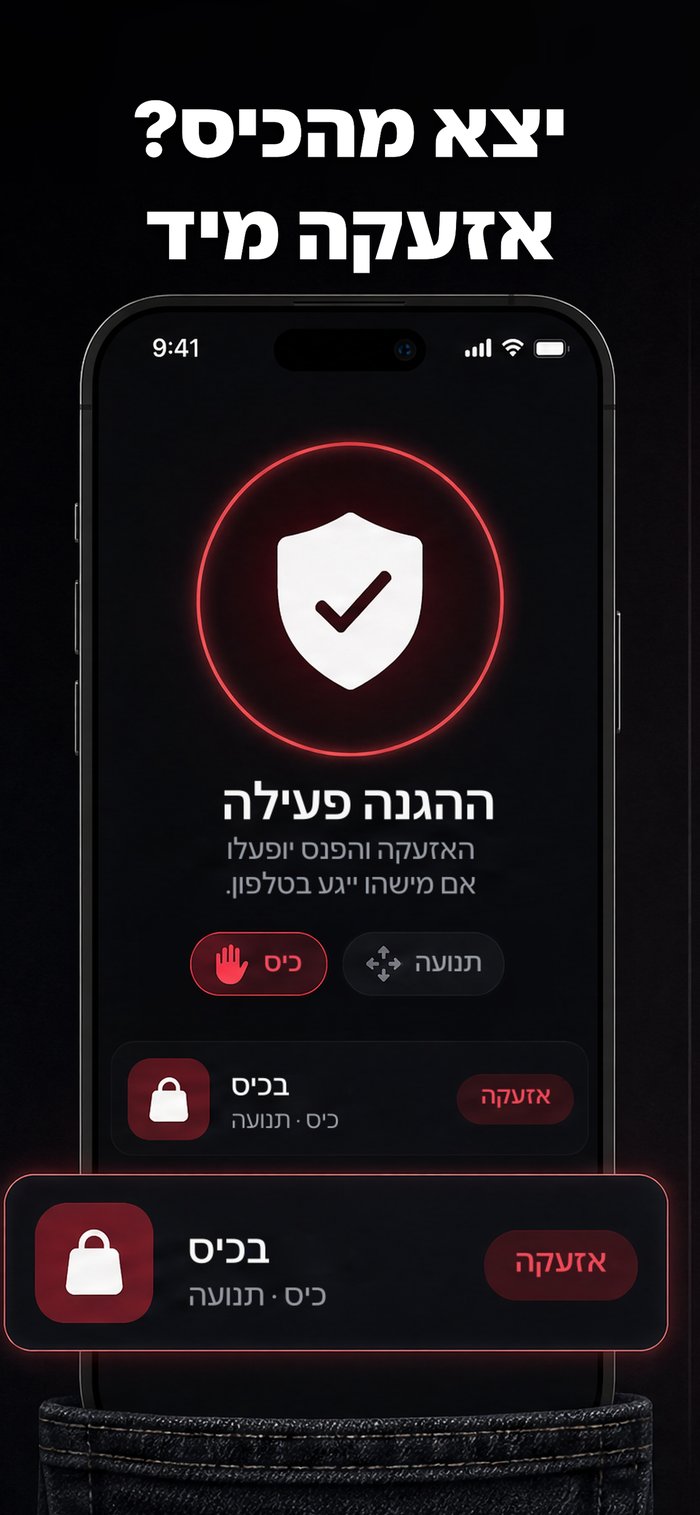 יצא מהכיס?
אזעקה מיד
9:41
ההגנה פעילה
האזעקה והפנס יופעלו
אם מישהו ייגע בטלפון.
תנועה
כיס
בכיס
כיס · תנועה
אזעקה
בכיס
כיס · תנועה
אזעקה